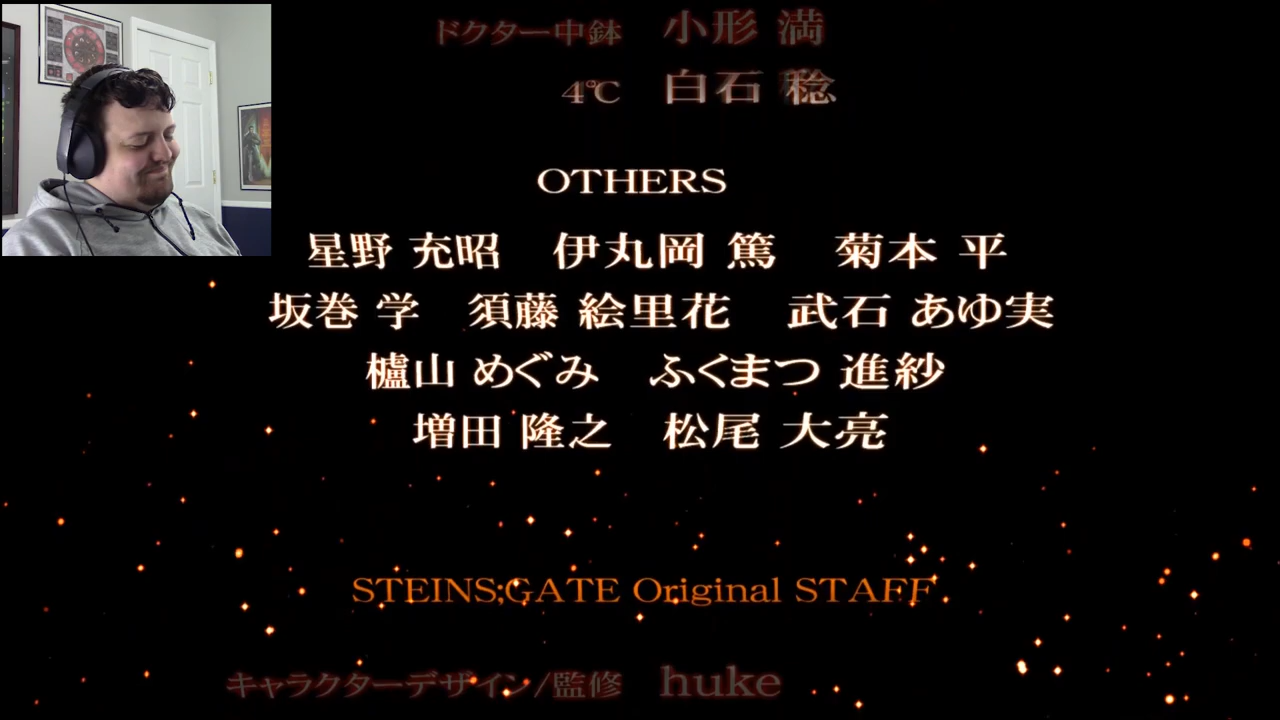 ドクター中鉢 小形 満
4℃ 白石 稔
OTHERS
星野 充昭 伊丸岡 篤 菊本 平
坂巻 学 須藤 絵里花 武石 あゆ実
櫨山 めぐみ ふくまつ 進紗
増田 隆之 松尾 大亮
STEINS;GATE Original STAFF
キャラクターデザイン/監修 huke